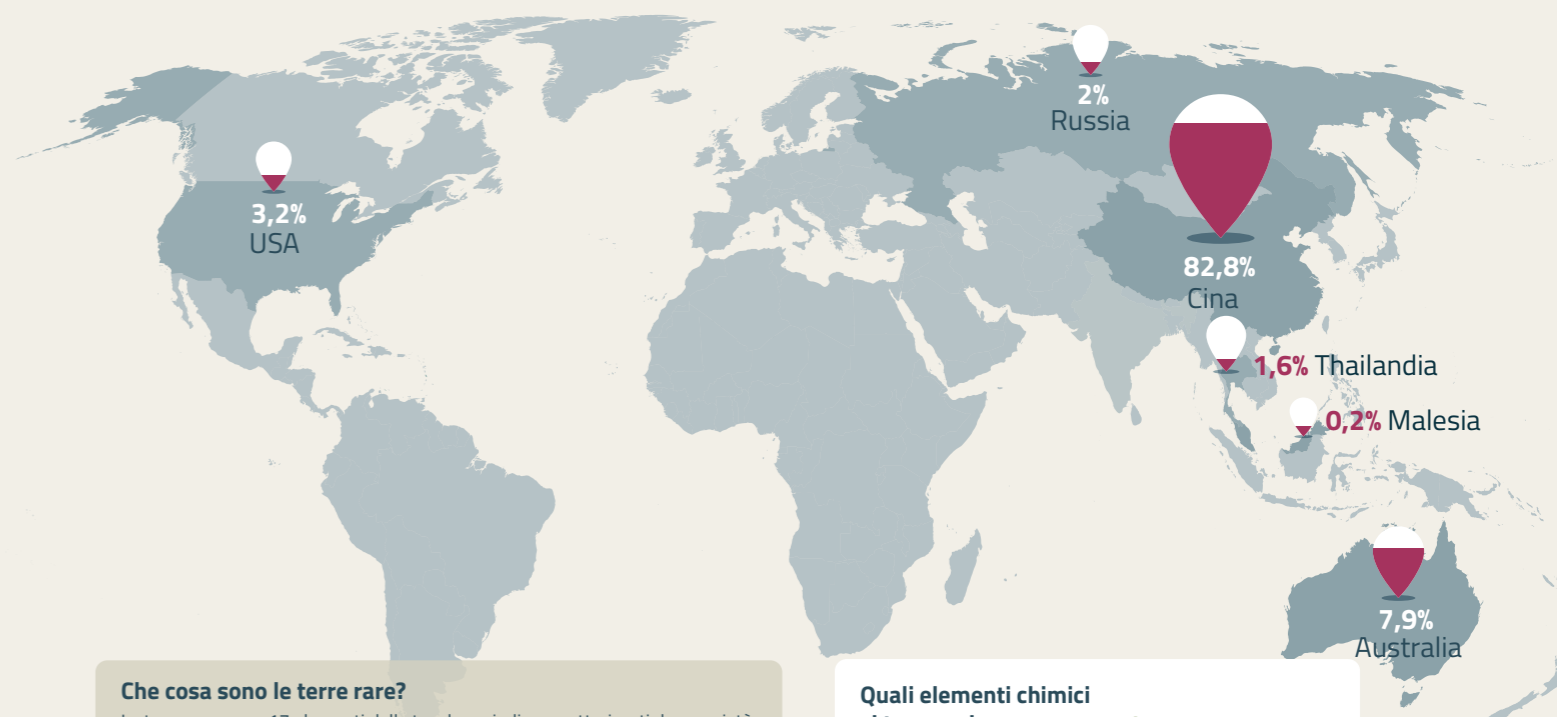 2%
Russia
3,2%
USA
82,8%
Cina
1,6% Thailandia
0,2% Malesia
7,9%
Australia
Che cosa sono le terre rare?
Quali elementi chimici